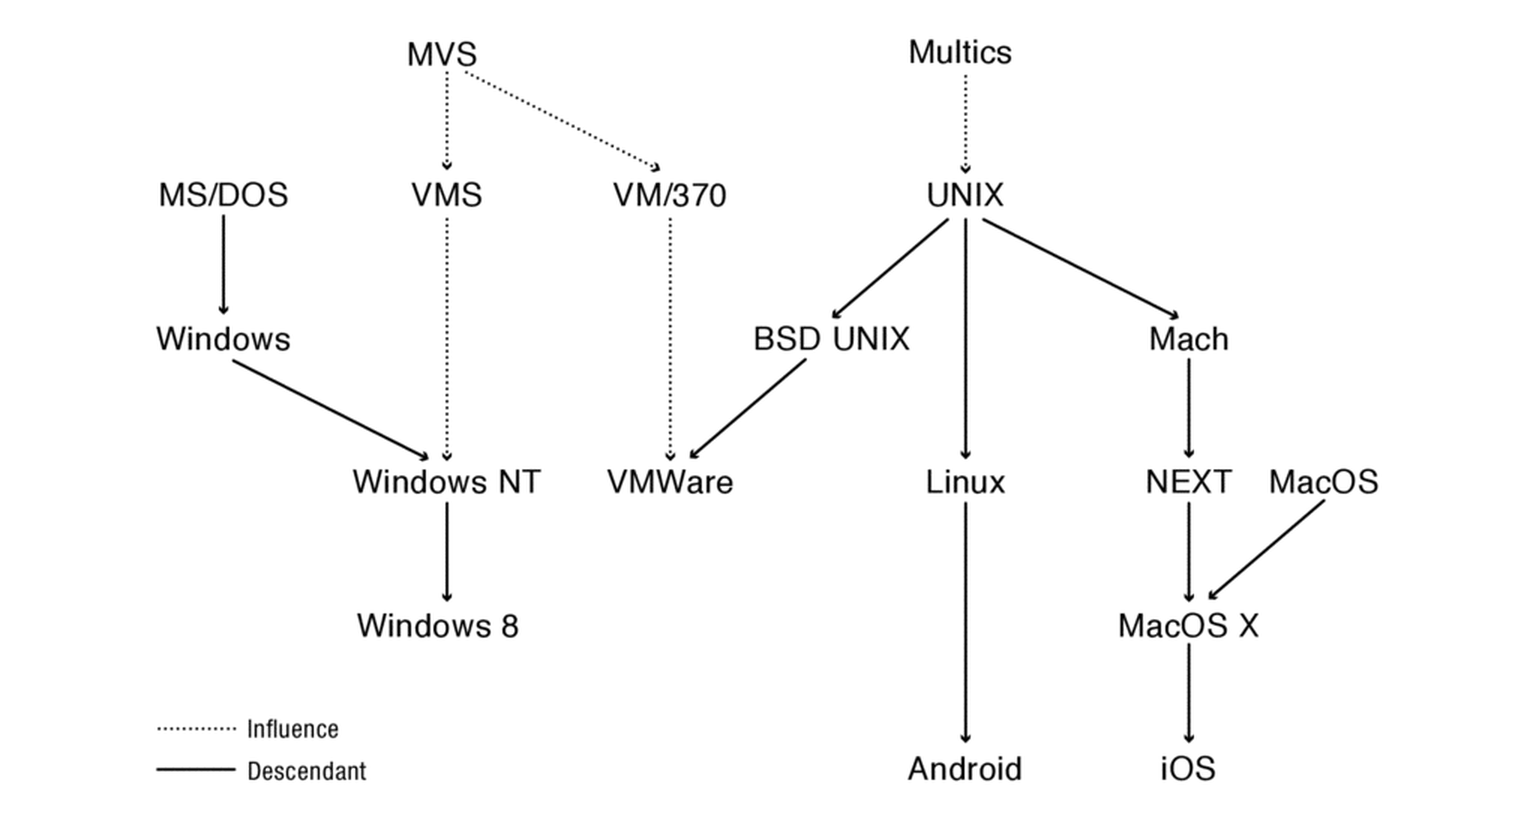 MVS
Multics
MS/DOS
VMS
VM/370
UNIX
Windows
BSD UNIX
Mach
Windows NT
VMWare
Linux
NEXT
MacOS
Windows 8
MacOS X
Influence
Descendant
Android
iOS